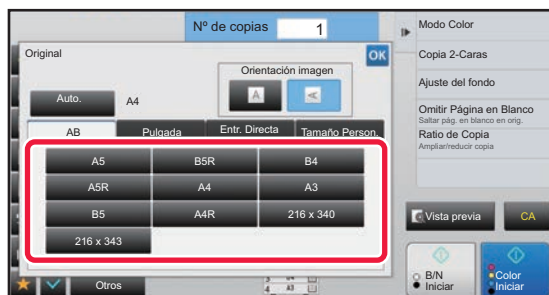 Nº de copias 1
Original
OK
Orientación imagen
A
A
Auto. A4
AB Pulgada Entr. Directa Tamaño Person.
A5 B5R B4
A5R A4 A3
B5 A4R 216 x 340
216 x 343
Otros
4 A3
Modo Color
Copia 2-Caras
Ajuste del fondo
Omitir Página en Blanco
Saltar pág. en blanco en orig.
Ratio de Copia
Ampliar/reducir copia
Vista previa CA
B/N
Iniciar
Color
Iniciar